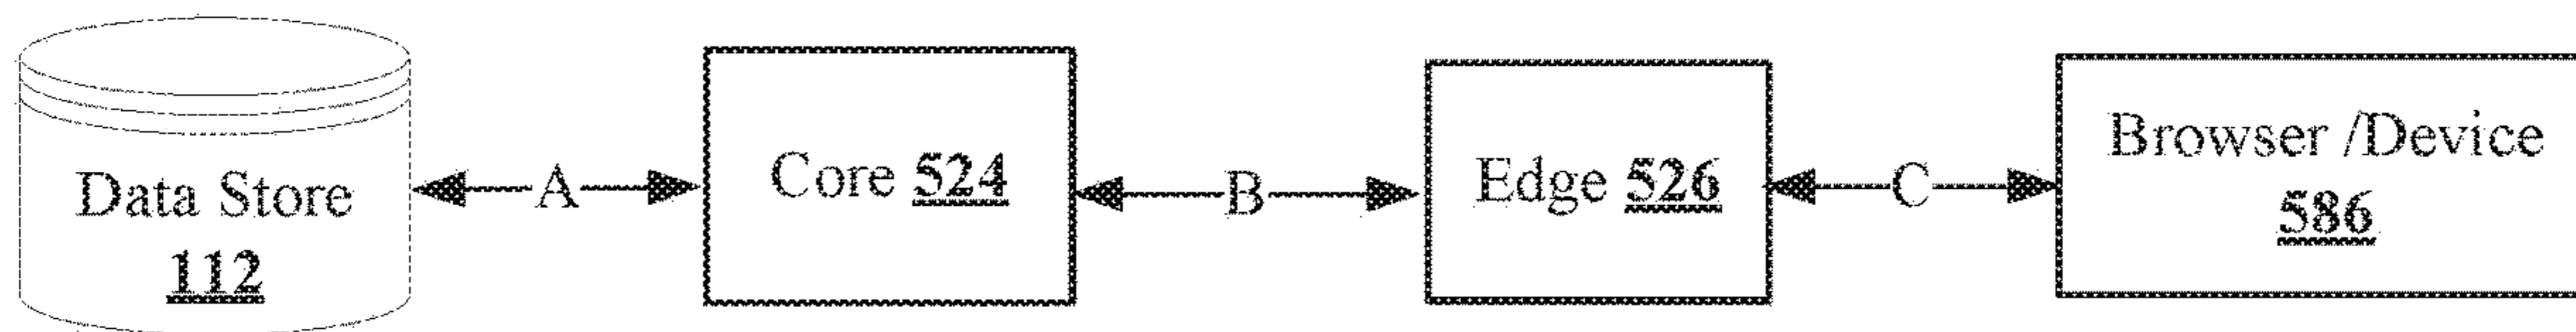 Data Store
112
A
Core 524
B
Edge 526
C
Browser /Device
586